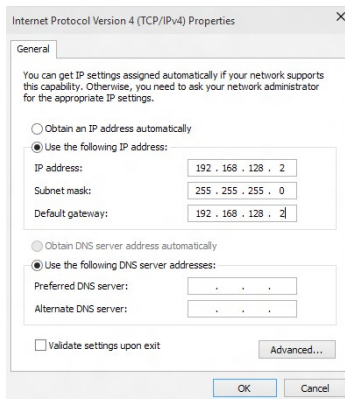 Internet Protocol Version 4 (TCP/IPv4) Properties
General
You can get IP settings assigned automatically if your network supports
this capability. Otherwise, you need to ask your network administrator
for the appropriate IP settings.
Obtain an IP address automatically
Use the following IP address:
IP address: 192 . 168 . 128 . 2
Subnet mask: 255 . 255 . 255 . 0
Default gateway: 192 . 168 . 128 . 2
Obtain DNS server address automatically
Use the following DNS server addresses:
Preferred DNS server: . . .
Alternate DNS server: . . .
Validate settings upon exit
Advanced...
OK Cancel